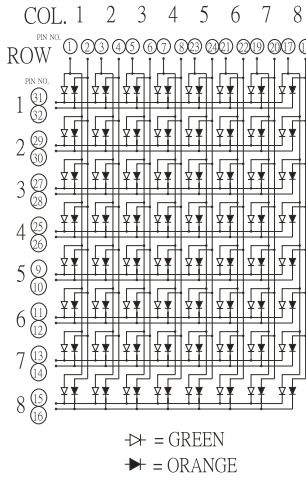 COL. 1 2 3 4 5 6 7 8
PIN NO. 1 2 3 4 5 6 7 8 23 24 21 22 19 20 17
ROW
PIN NO.
1 31
32
2 29
30
3 27
28
4 25
26
5 9
10
6 11
12
7 13
14
8 15
16
= GREEN
= ORANGE